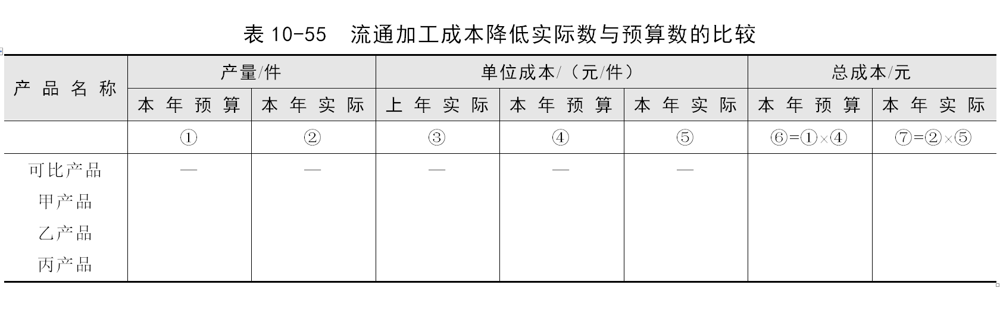 表 10-55 流通加工成本降低实际数与预算数的比较
产品名称 产量/件 单位成本/（元/件） 总成本/元
本年预算 本年实际 上年实际 本年预算 本年实际 本年预算 本年实际
① ② ③ ④ ⑤ ⑥=①×④ ⑦=②×⑤
可比产品 — — — — —
甲产品
乙产品
丙产品